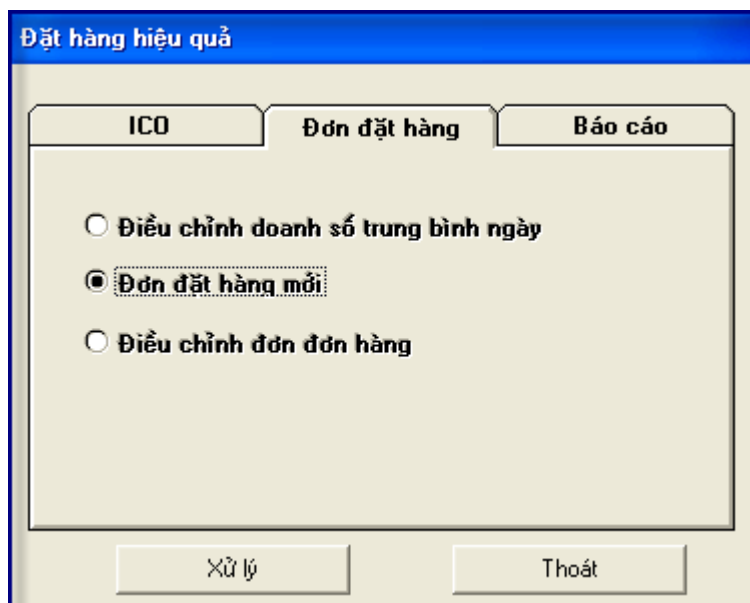 Đặt hàng hiệu quả
ICO Đơn đặt hàng Báo cáo
Điều chỉnh doanh số trung bình ngày
Đơn đặt hàng mới
Điều chỉnh đơn đơn hàng
Xử lý Thoát